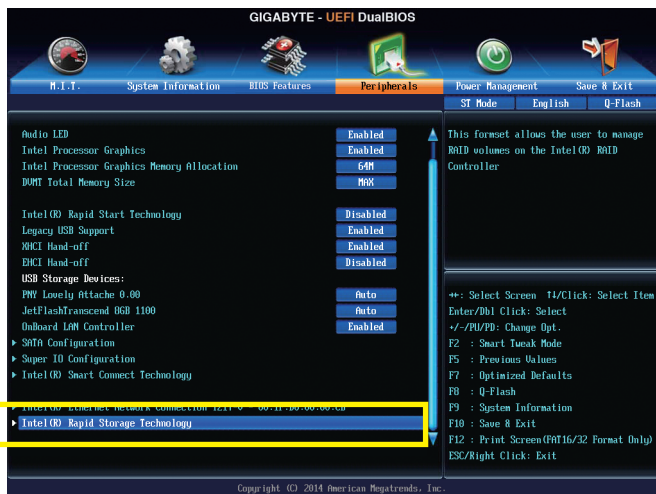 GIGABYTE - UEFI DualBIOS
M.I.T. System Information BIOS Features Peripherals Power Management Save & Exit
ST Mode English Q-Flash
Audio LED Enabled
Intel Processor Graphics Enabled
Intel Processor Graphics Memory Allocation 64M
DVMT Total Memory Size MAX
Intel(R) Rapid Start Technology Disabled
Legacy USB Support Enabled
XHCI Hand-off Enabled
EHCI Hand-off Disabled
USB Storage Devices:
PNY Lovely Attache 0.00 Auto
JetFlashTranscend 8GB 1100 Auto
OnBoard LAN Controller Enabled
SATA Configuration
Super IO Configuration
Intel(R) Smart Connect Technology
Intel(R) Ethernet Network Connection
Intel(R) Rapid Storage Technology
This formset allows the user to manage
RAID volumes on the Intel(R) RAID
Controller
↔: Select Screen ↑↓/Click: Select Item
Enter/Dbl Click: Select
+/-/PU/PD: Change Opt.
F2 : Smart Tweak Mode
F5 : Previous Values
F7 : Optimized Defaults
F8 : Q-Flash
F9 : System Information
F10 : Save & Exit
F12 : Print Screen(FAT16/32 Format Only)
ESC/Right Click: Exit
Copyright (C) 2014 American Megatrends, Inc.